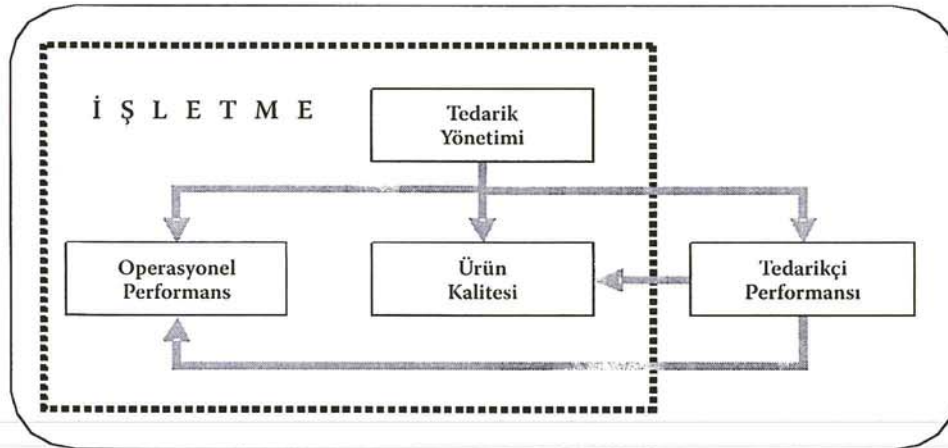 İ Ş L E T M E
Tedarik
Yönetimi
Operasyonel
Performans
Ürün
Kalitesi
Tedarikçi
Performansı